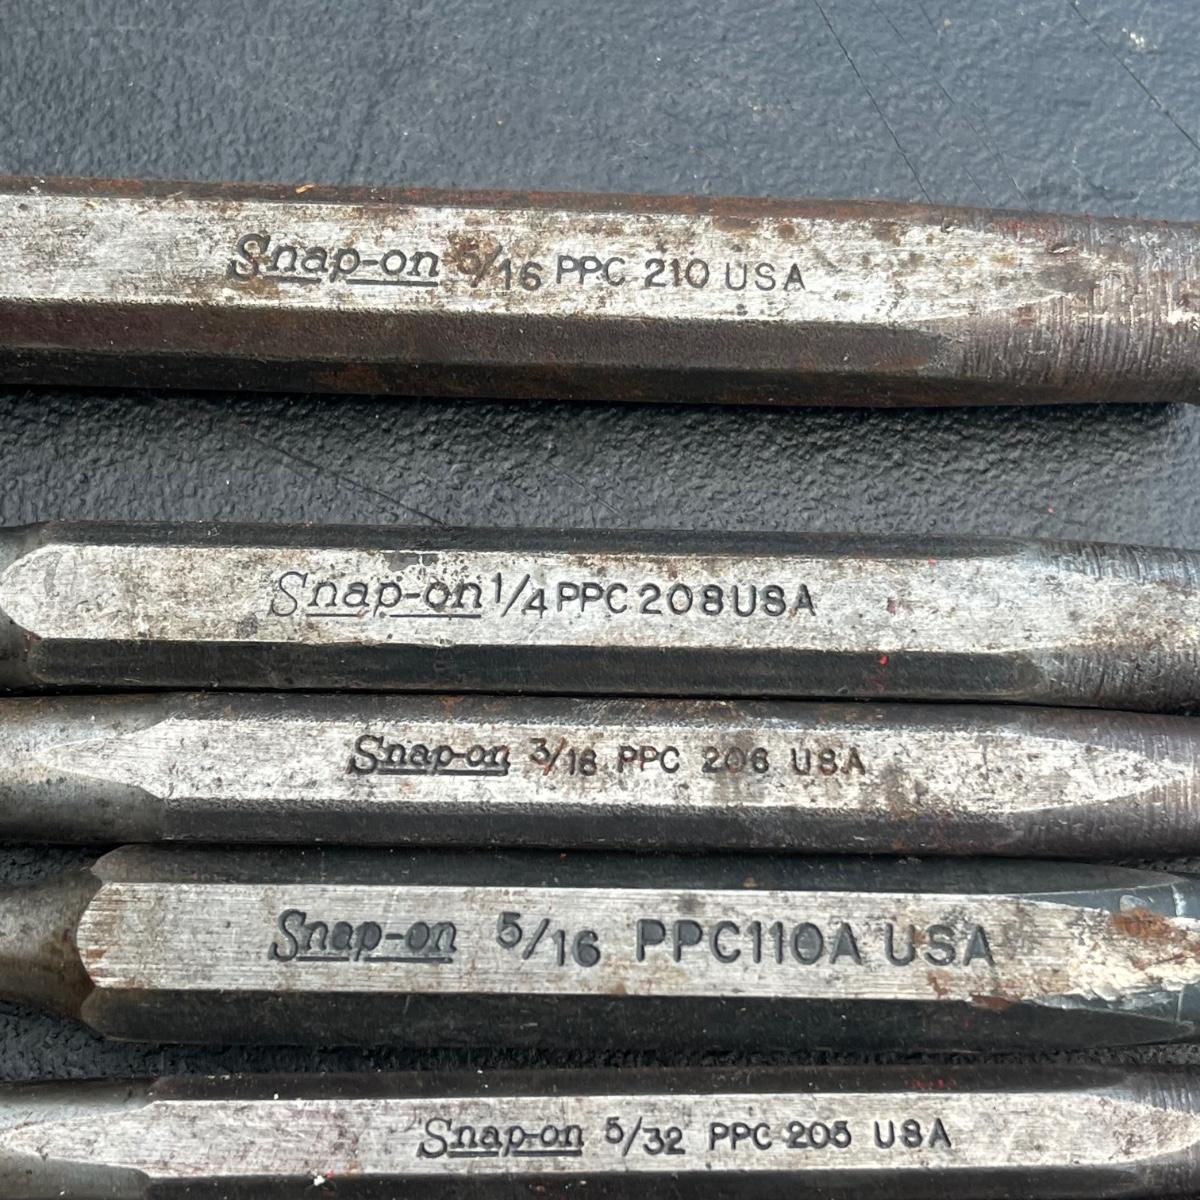 Snap-on 5/16 PPC 210 USA
Snap-on 1/4 PPC 208 USA
Snap-on 3/16 PPC 206 USA
Snap-on 5/16 PPC110A USA
Snap-on 5/32 PPC 205 USA